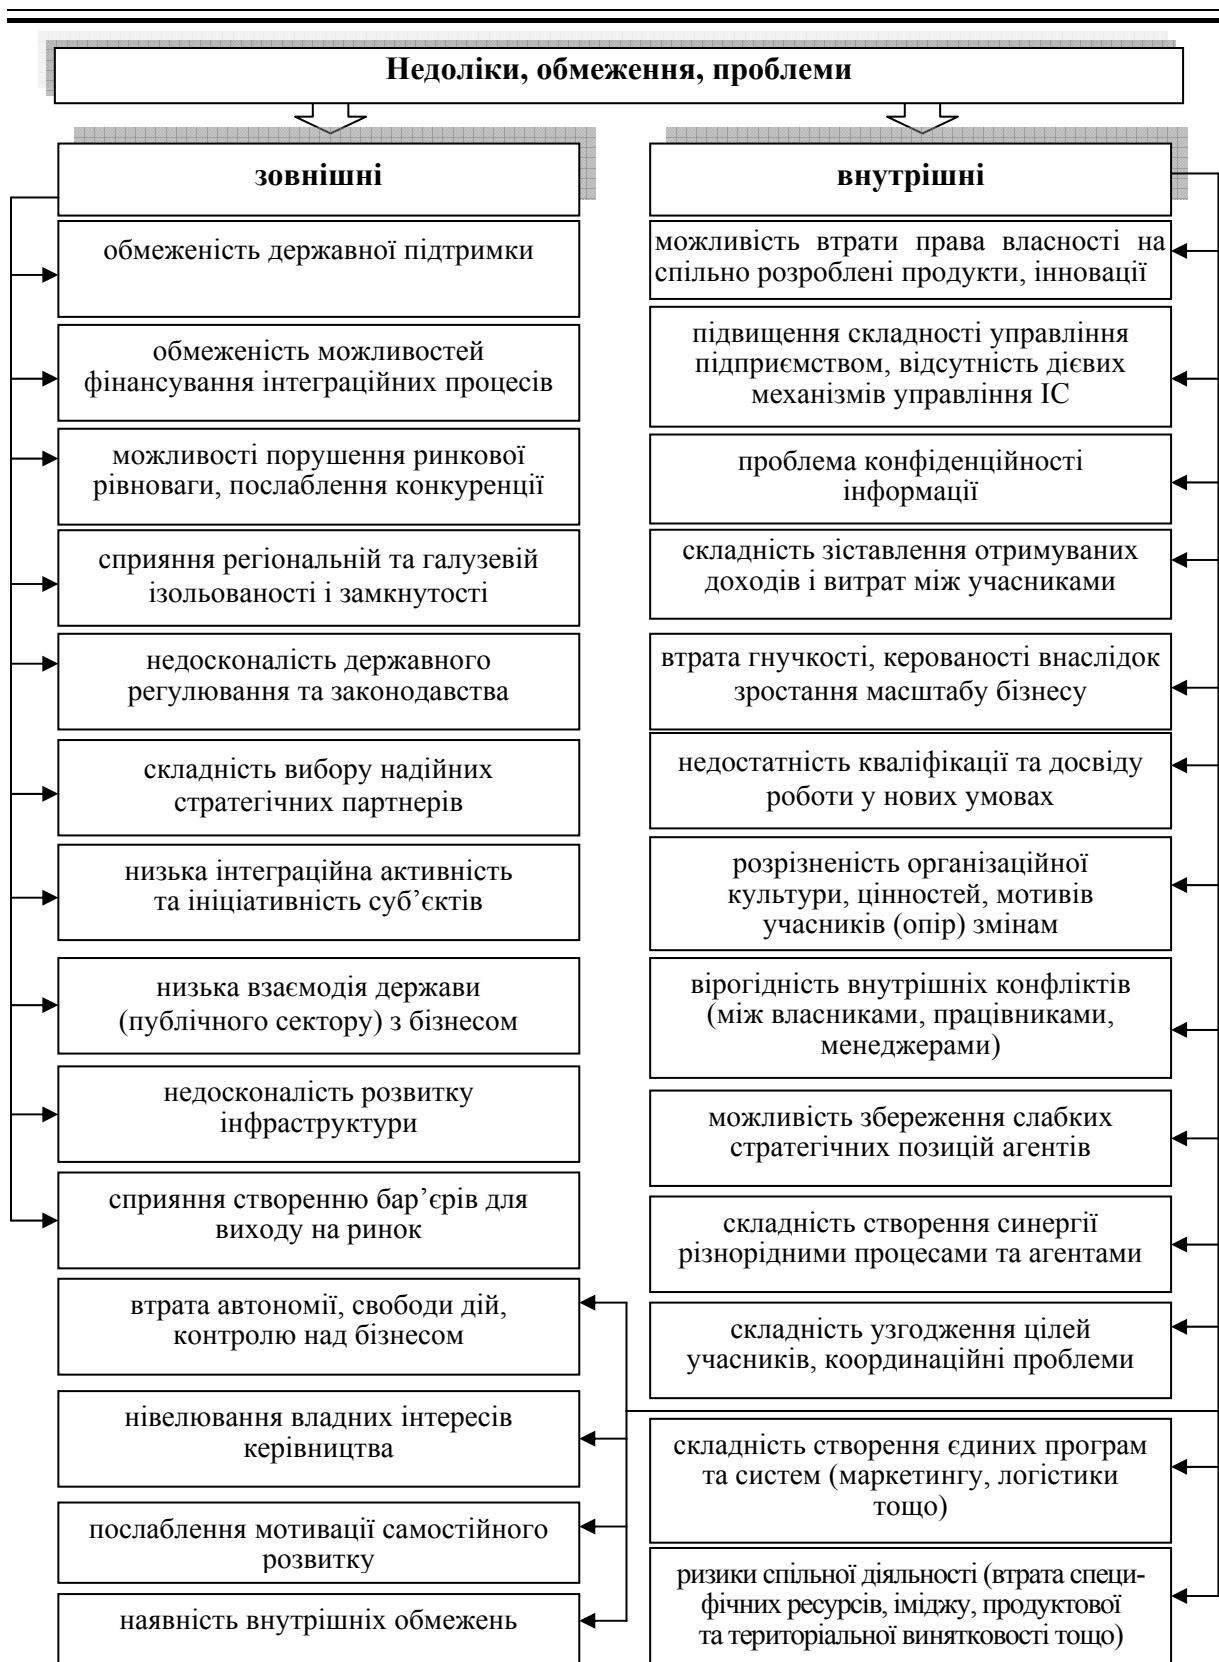 Недоліки, обмеження, проблеми
зовнішні
обмеженість державної підтримки
обмеженість можливостей
фінансування інтеграційних процесів
можливості порушення ринкової
рівноваги, послаблення конкуренції
сприяння регіональній та галузевій
ізольованості і замкнутості
недосконалість державного
регулювання та законодавства
складність вибору надійних
стратегічних партнерів
низька інтеграційна активність
та ініціативність суб’єктів
низька взаємодія держави
(публічного сектору) з бізнесом
недосконалість розвитку
інфраструктури
сприяння створенню бар’єрів для
виходу на ринок
втрата автономії, свободи дій,
контролю над бізнесом
нівелювання владних інтересів
керівництва
послаблення мотивації самостійного
розвитку
наявність внутрішніх обмежень
внутрішні
можливість втрати права власності на
спільно розроблені продукти, інновації
підвищення складності управління
підприємством, відсутність дієвих
механізмів управління ІС
проблема конфіденційності
інформації
складність зіставлення отримуваних
доходів і витрат між учасниками
втрата гнучкості, керованості внаслідок
зростання масштабу бізнесу
недостатність кваліфікації та досвіду
роботи у нових умовах
розрізненість організаційної
культури, цінностей, мотивів
учасників (опір) змінам
вірогідність внутрішніх конфліктів
(між власниками, працівниками,
менеджерами)
можливість збереження слабких
стратегічних позицій агентів
складність створення синергії
різнорідними процесами та агентами
складність узгодження цілей
учасників, координаційні проблеми
складність створення єдиних програм
та систем (маркетингу, логістики
тощо)
ризики спільної діяльності (втрата специ-
фічних ресурсів, іміджу, продуктової
та територіальної винятковості тощо)